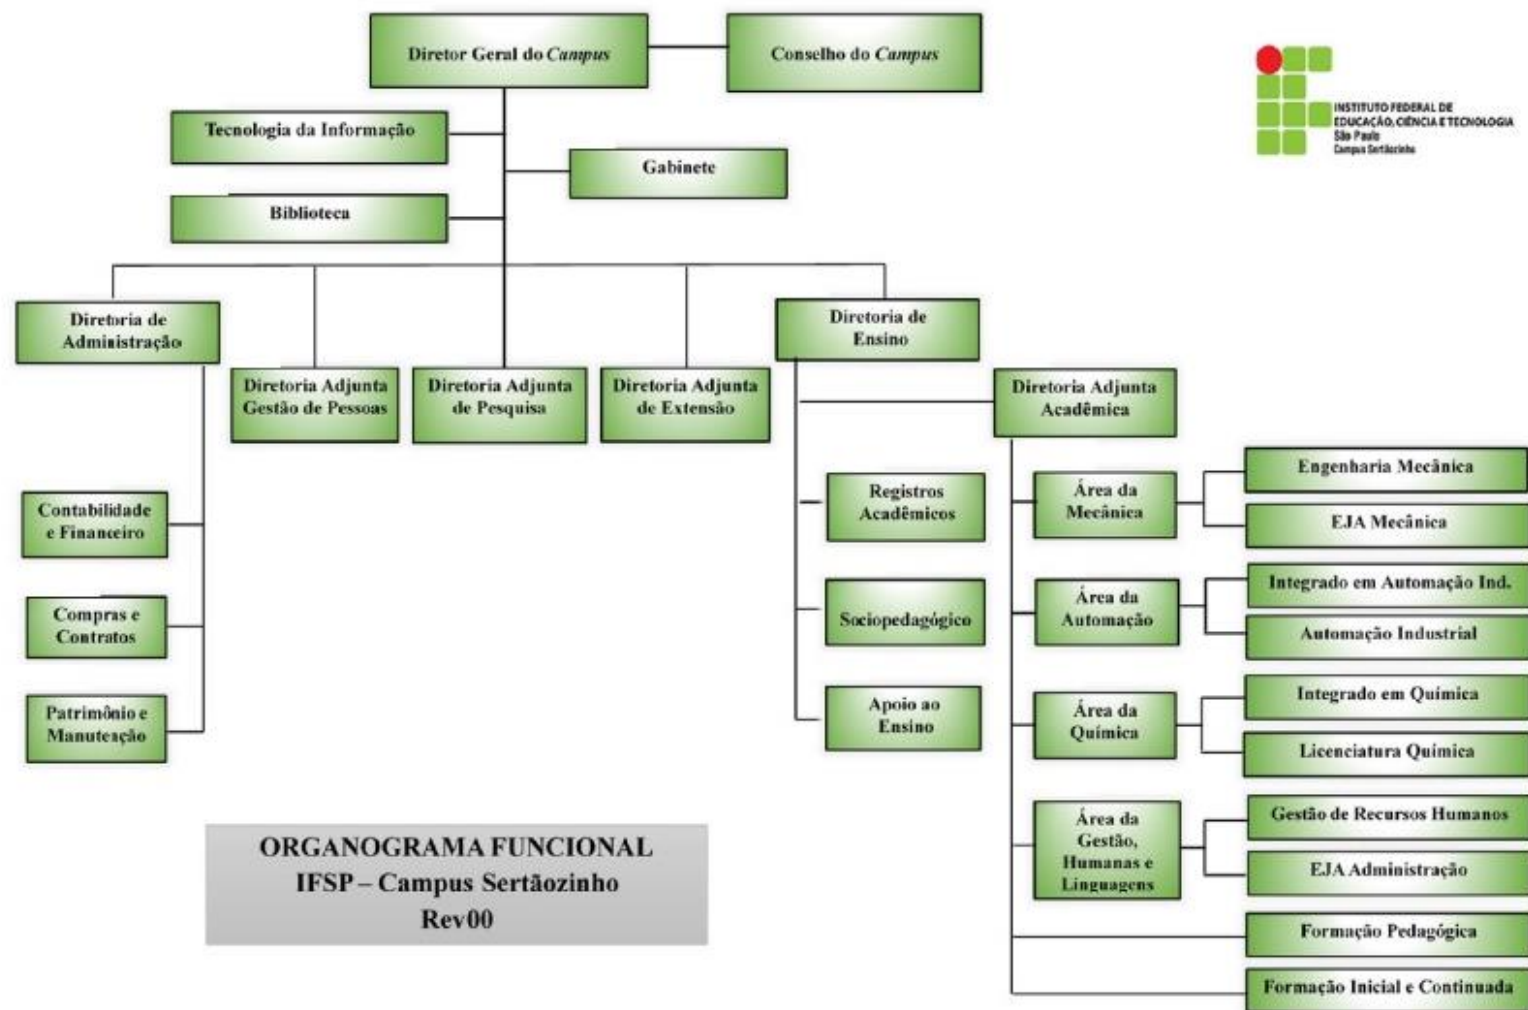 Diretor Geral do Campus
Conselho do Campus
INSTITUTO FEDERAL DE
EDUCAÇÃO, CIÊNCIA E TECNOLOGIA
São Paulo
Campus Sertãozinho
Tecnologia da Informação
Gabinete
Biblioteca
Diretoria de
Administração
Diretoria de
Ensino
Diretoria Adjunta
Gestão de Pessoas
Diretoria Adjunta
de Pesquisa
Diretoria Adjunta
de Extensão
Diretoria Adjunta
Acadêmica
Contabilidade
e Financeiro
Compras e
Contratos
Patrimônio e
Manutenção
Registros
Acadêmicos
Sociopedagógico
Apoio ao
Ensino
Área da
Mecânica
Engenharia Mecânica
EJA Mecânica
Área da
Automação
Integrado em Automação Ind.
Automação Industrial
Área da
Química
Integrado em Química
Licenciatura Química
Área da
Gestão,
Humanas e
Linguagens
Gestão de Recursos Humanos
EJA Administração
Formação Pedagógica
Formação Inicial e Continuada
ORGANOGRAMA FUNCIONAL
IFSP – Campus Sertãozinho
Rev00